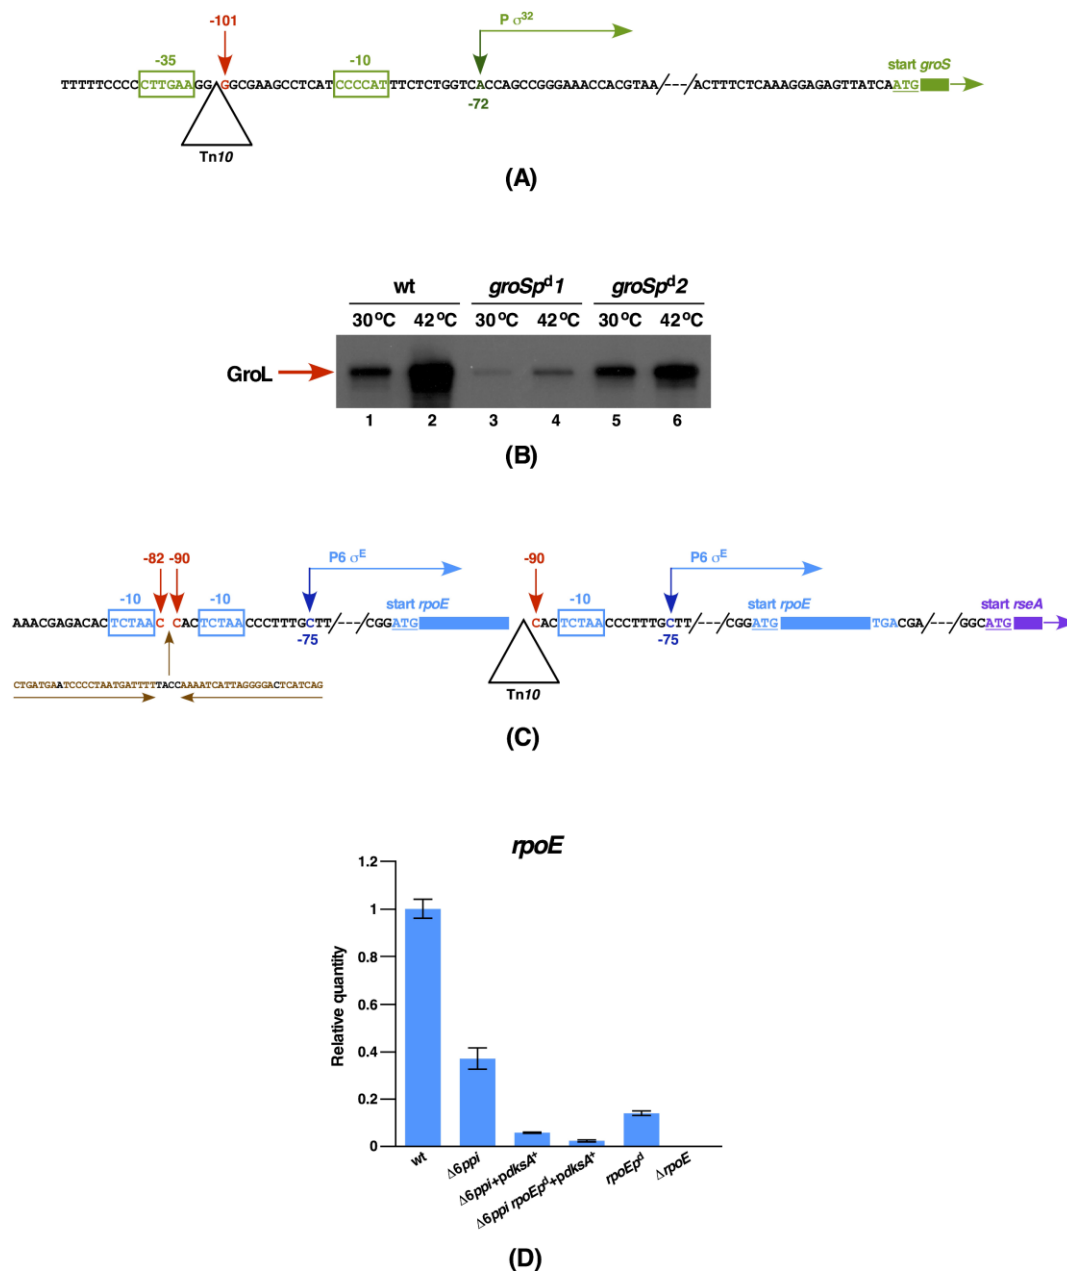 -101
P σ32
-35
-10
start groS
TTTTTCCCCCTTGAAGGGGCGAAGCCTCATCCCCATTTCTCTGGTCACCAGCCGGGAAACCACGTAA/---/ACTTTCTCAAAGGAGAGTTATCAATG
-72
Tn10
(A)
wt groSpd1 groSpd2
30°C 42°C 30°C 42°C 30°C 42°C
GroL
1 2 3 4 5 6
(B)
-82 -90 P6 σE -90 P6 σE
-10 -10 start rpoE -10 start rpoE start rseA
AAACGAGACACTCTAAC CACTCTAACCCTTTGCTT/---/CGGATG CACTCTAACCCTTTGCTT/---/CGGATG TGACGA/---/GGCATG
-75 -75
Tn10
CTGATGAATCCCCTAATGATTTTTACCAAAATCATTAGGGGACTCATCAG
(C)
rpoE
Relative quantity
1.2
1
0.8
0.6
0.4
0.2
0
wt
Δ6ppi
Δ6ppi+pdksA+
Δ6ppi rpoEpd+pdksA+
rpoEpd
ΔrpoE
(D)